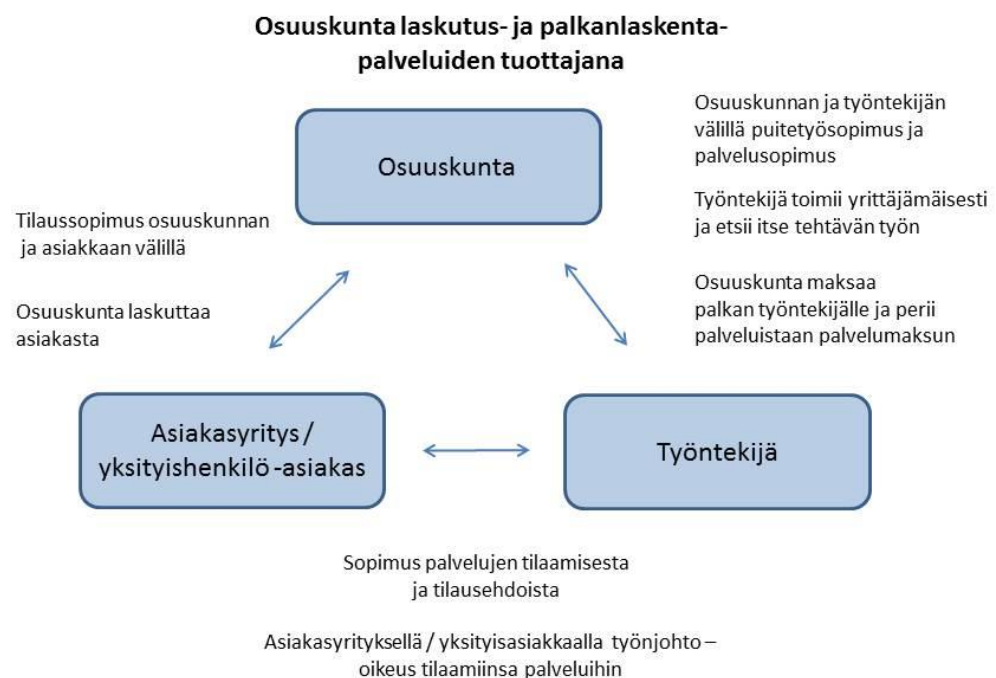 Osuuskunta laskutus- ja palkanlaskenta-
palveluiden tuottajana
Osuuskunta
Osuuskunnan ja työntekijän
välillä puitetyösopimus ja
palvelusopimus
Työntekijä toimii yrittäjämäisesti
ja etsii itse tehtävän työn
Osuuskunta maksaa
palkan työntekijälle ja perii
palveluistaan palvelumaksun
Tilaussopimus osuuskunnan
ja asiakkaan välillä
Osuuskunta laskuttaa
asiakasta
Asiakasyritys /
yksityishenkilö -asiakas
Työntekijä
Sopimus palvelujen tilaamisesta
ja tilausehdoista
Asiakasyrityksellä / yksityisasiakkaalla työnjohto –
oikeus tilaamiinsa palveluihin